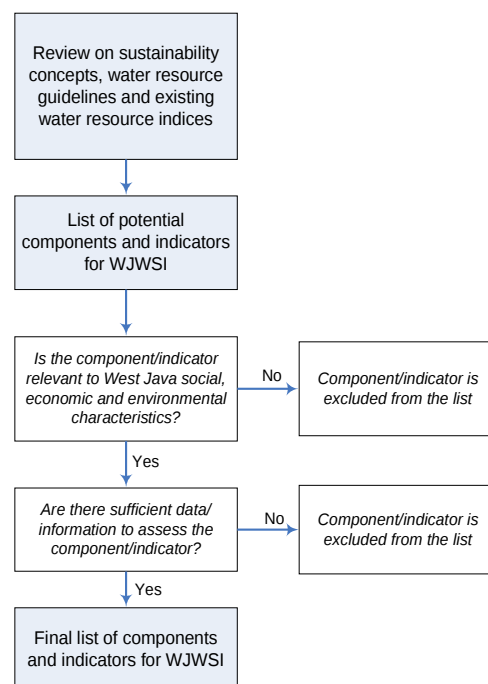 Review on sustainability
concepts, water resource
guidelines and existing
water resource indices
List of potential
components and indicators
for WJWSI
Is the component/indicator
relevant to West Java social,
economic and environmental
characteristics?
No
Component/indicator is
excluded from the list
Yes
Are there sufficient data/
information to assess the
component/indicator?
No
Component/indicator is
excluded from the list
Yes
Final list of components
and indicators for WJWSI